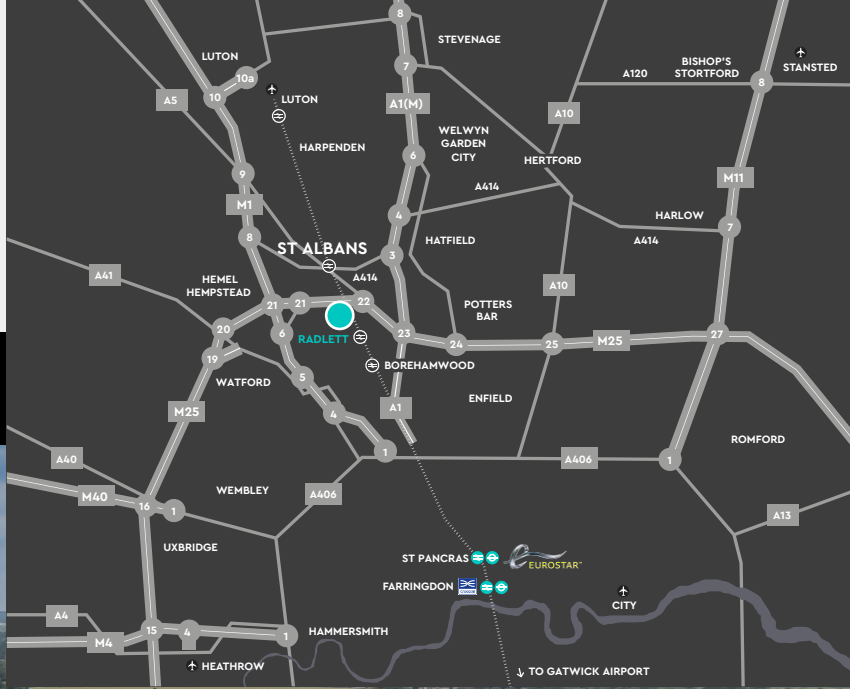 8
STEVENAGE
LUTON
7
BISHOP'S
STORTFORD
STANSTED
A120
10a
8
10
LUTON
A5
A1(M)
A10
WELWYN
GARDEN
CITY
HARPENDEN
6
HERTFORD
9
M11
A414
M1
4
HARLOW
7
8
HATFIELD
A414
ST ALBANS
3
A41
A414
HEMEL
HEMPSTEAD
A10
21
21
22
POTTERS
BAR
20
6
RADLETT
23
24
25
M25
27
19
BOREHAMWOOD
WATFORD
5
ENFIELD
M25
4
A1
ROMFORD
1
A40
A406
1
M40
WEMBLEY
A406
16
1
A13
UXBRIDGE
ST PANCRAS
EUROSTAR™
FARRINGDON
CITY
A4
15
4
1
HAMMERSMITH
M4
HEATHROW
TO GATWICK AIRPORT